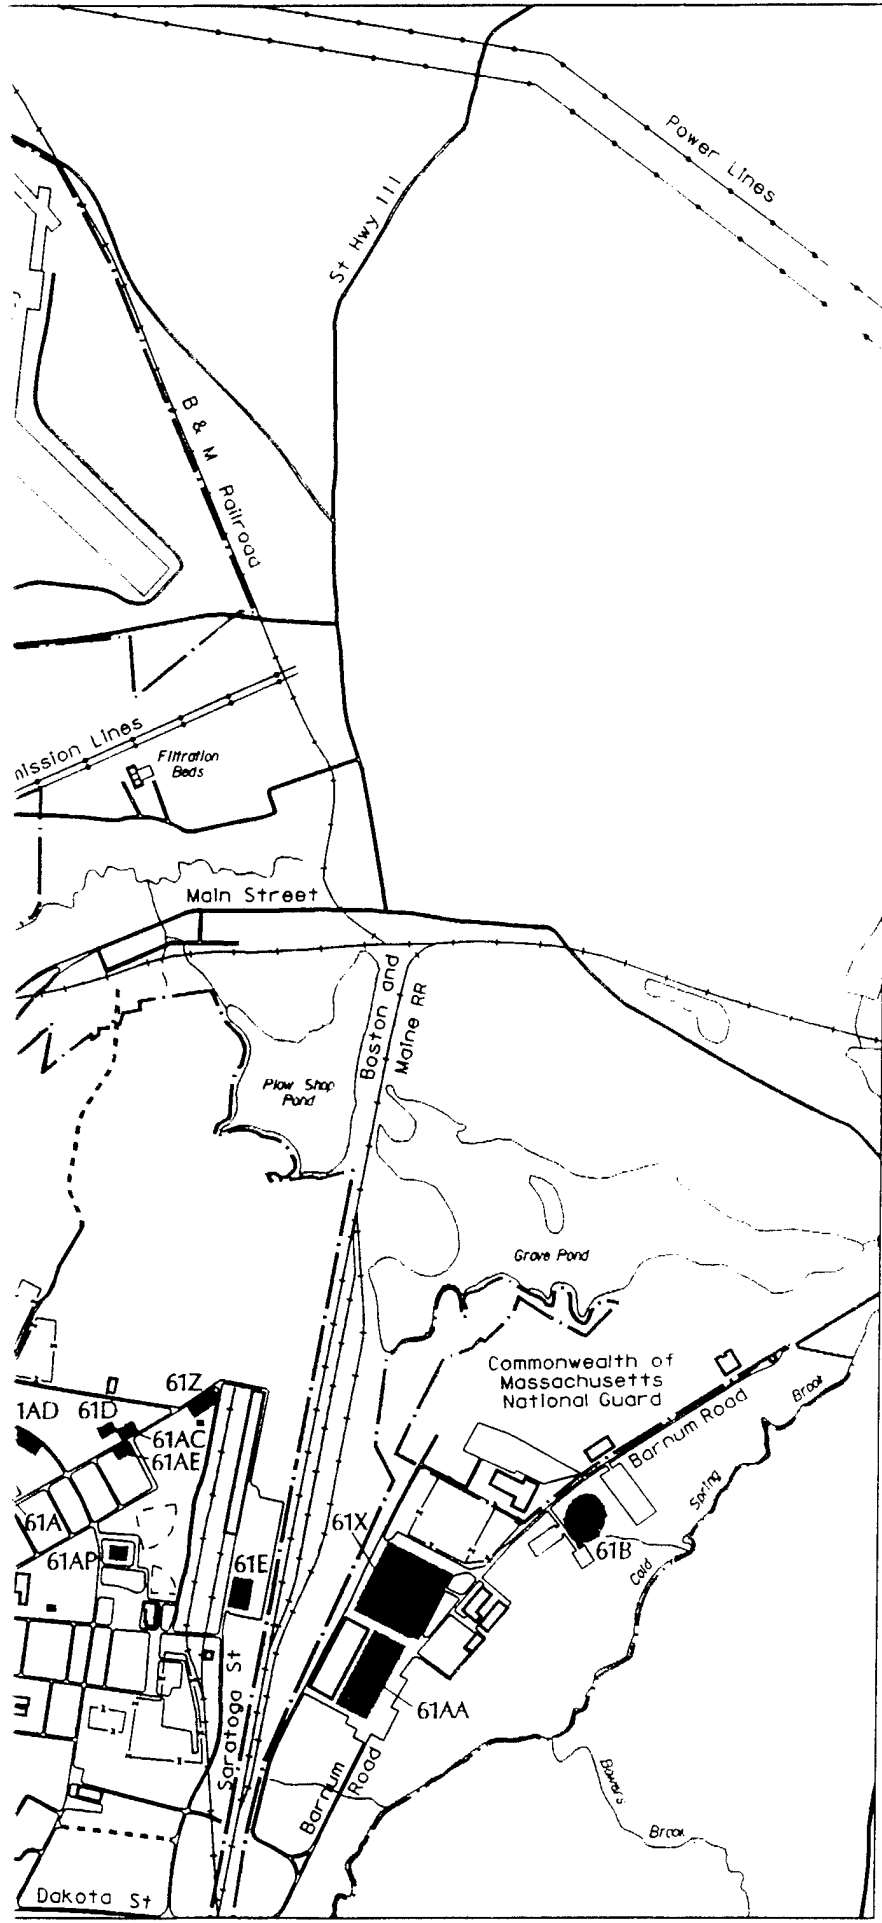 Power Lines
St Hwy 111
B & M Railroad
mission Lines
Filtration
Beds
Main Street
Boston and
Maine RR
Plow Shop
Pond
Grove Pond
Commonwealth of
Massachusetts
National Guard
61Z
1AD
61D
61AC
61AE
Barnum Road
Brook
Spring
Cold
61A
61X
61B
61AP
61E
61AA
Saratoga St
Barnum
Road
Bowers
Brook
Dakota St